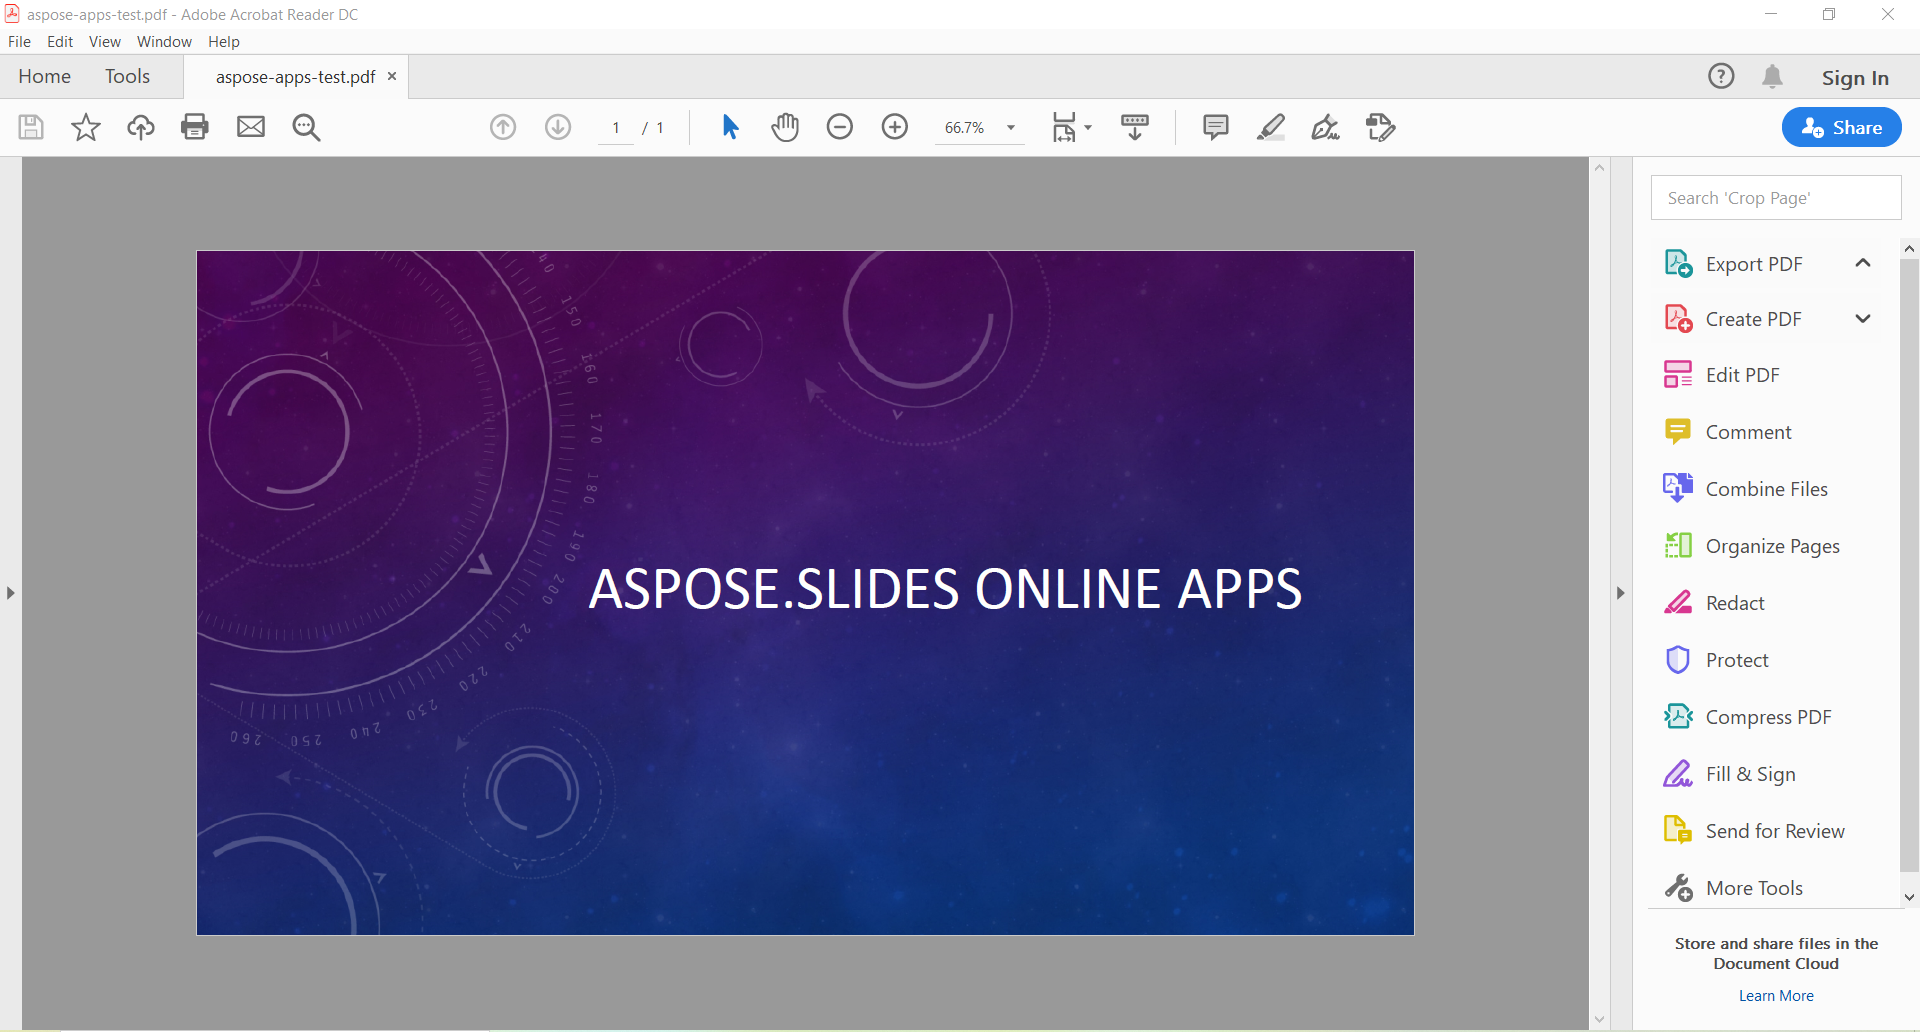 aspose-apps-test.pdf - Adobe Acrobat Reader DC
File Edit View Window Help
Home Tools aspose-apps-test.pdf × ? Sign In
1 / 1 66.7% Share
Search 'Crop Page'
Export PDF
Create PDF
Edit PDF
Comment
Combine Files
Organize Pages
Redact
Protect
Compress PDF
Fill & Sign
Send for Review
More Tools
Store and share files in the
Document Cloud
Learn More
140
150
160
170
180
190
200
210
220
230
240
250
260
ASPOSE.SLIDES ONLINE APPS